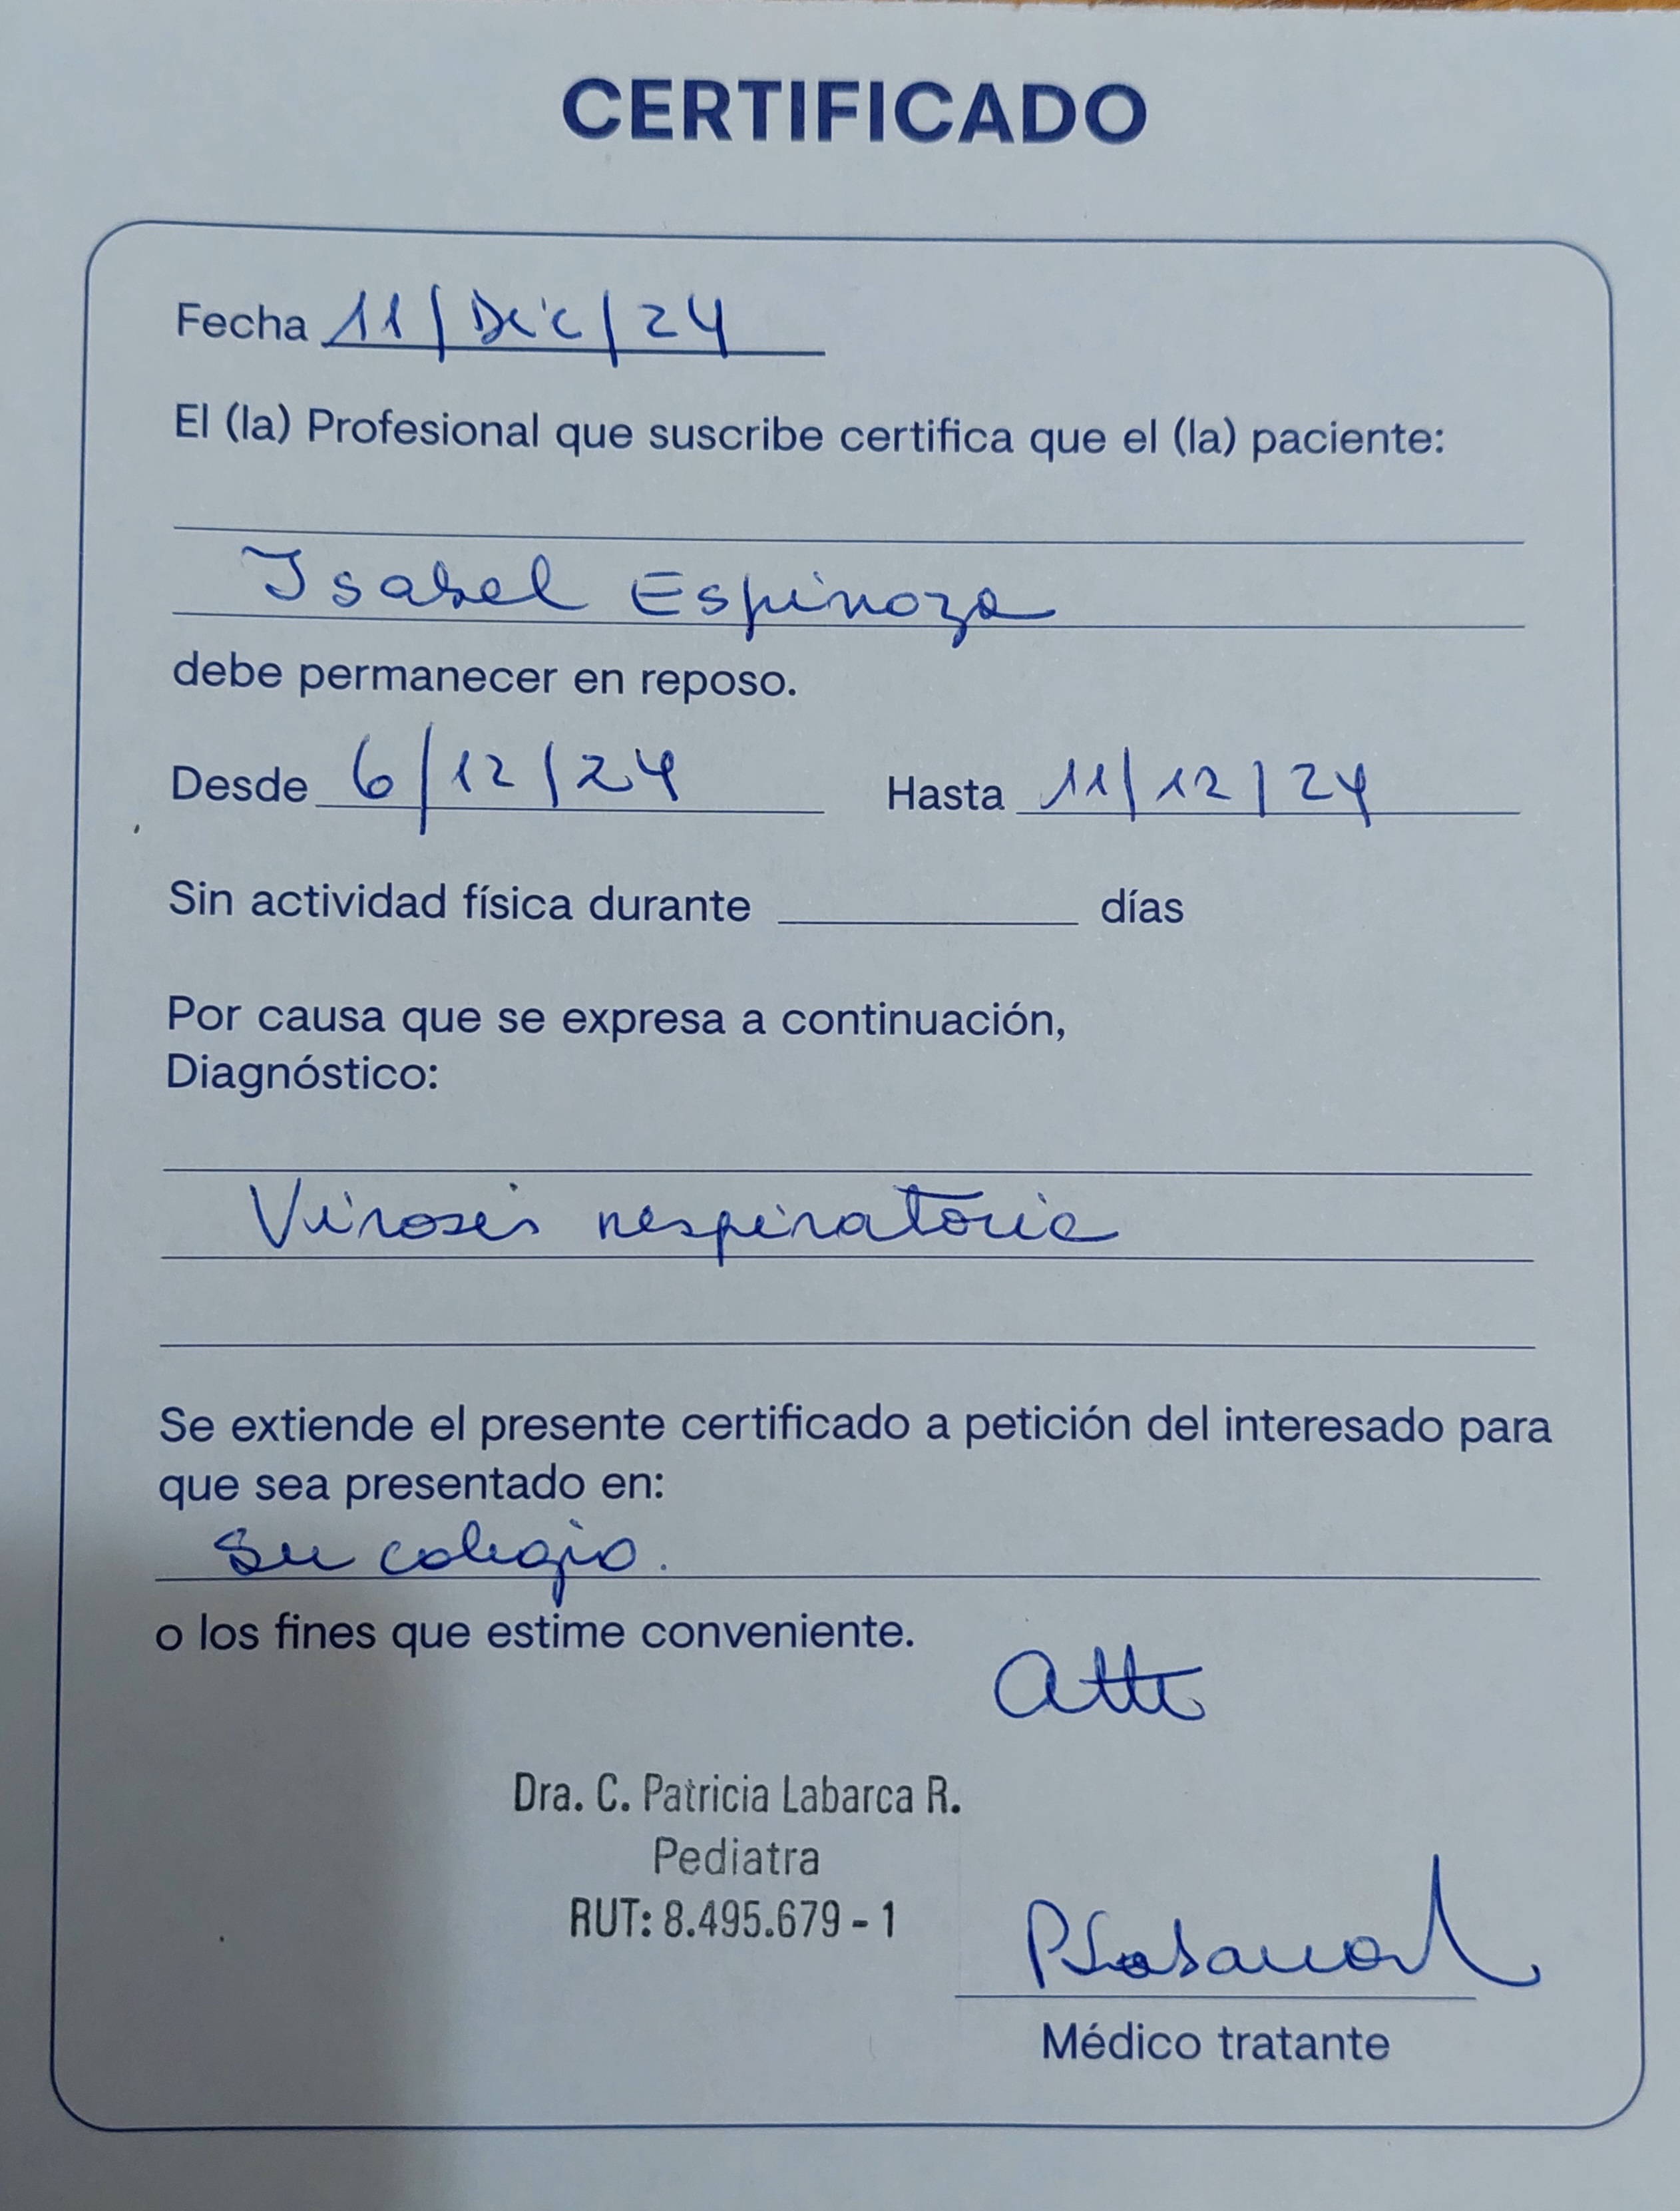 CERTIFICADO
Fecha 11/Dic/24
El (la) Profesional que suscribe certifica que el (la) paciente:
Isabel Espinoza
debe permanecer en reposo.
Desde 6/12/24 Hasta 11/12/24
Sin actividad física durante días
Por causa que se expresa a continuación,
Diagnóstico:
Virosis respiratoria
Se extiende el presente certificado a petición del interesado para
que sea presentado en:
su colegio.
o los fines que estime conveniente.
Atte
Dra. C. Patricia Labarca R.
Pediatra
RUT: 8.495.679 - 1
Médico tratante